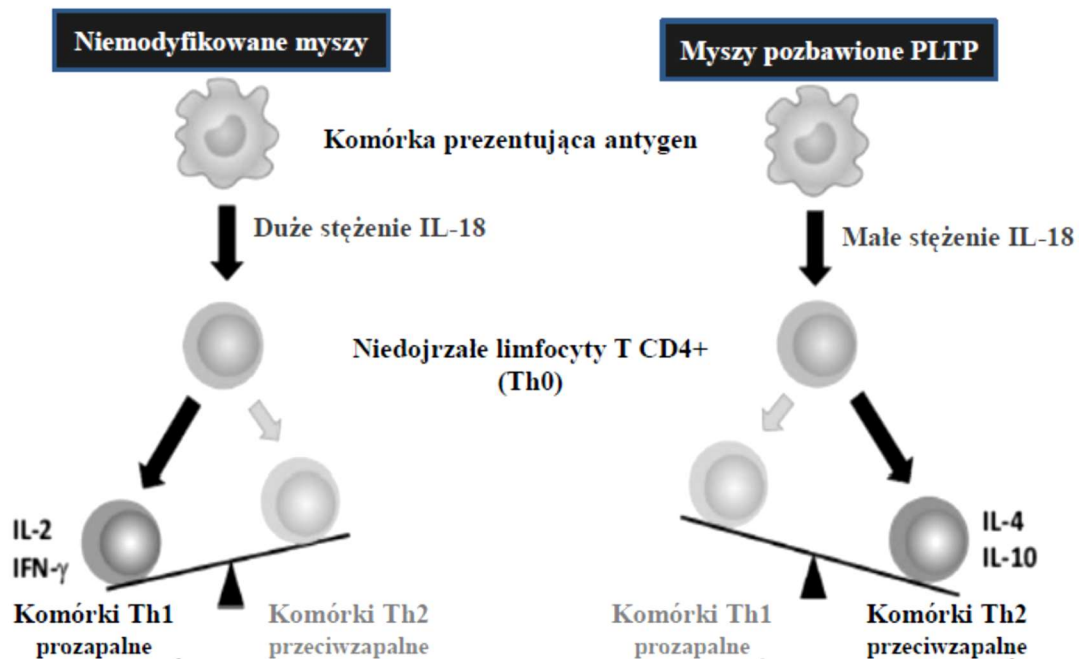 Niemodyfikowane myszy
Myszy pozbawione PLTP
Komórka prezentująca antygen
Duże stężenie IL-18
Małe stężenie IL-18
Niedojrzałe limfocyty T CD4+
(Th0)
IL-2
IFN-γ
IL-4
IL-10
Komórki Th1
prozapalne
Komórki Th2
przeciwzapalne
Komórki Th1
prozapalne
Komórki Th2
przeciwzapalne